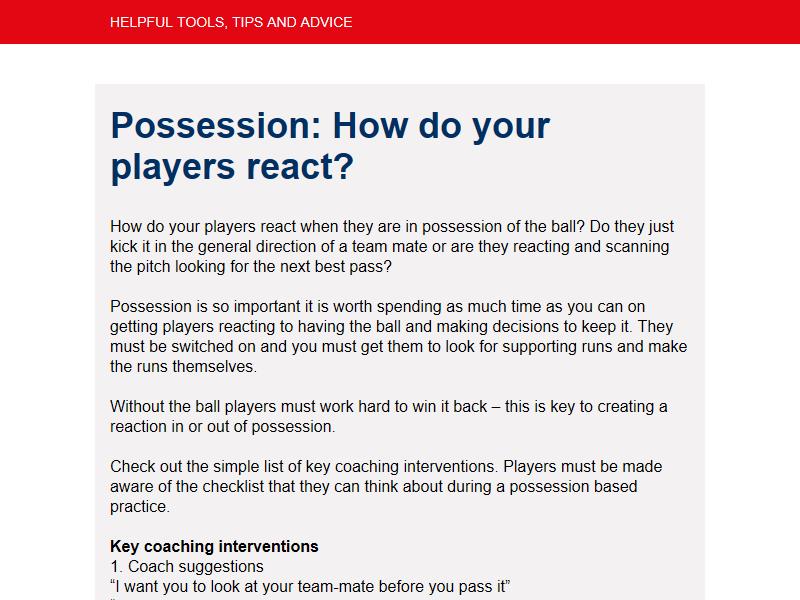 HELPFUL TOOLS, TIPS AND ADVICE
Possession: How do your
players react?
How do your players react when they are in possession of the ball? Do they just
kick it in the general direction of a team mate or are they reacting and scanning
the pitch looking for the next best pass?
Possession is so important it is worth spending as much time as you can on
getting players reacting to having the ball and making decisions to keep it. They
must be switched on and you must get them to look for supporting runs and make
the runs themselves.
Without the ball players must work hard to win it back – this is key to creating a
reaction in or out of possession.
Check out the simple list of key coaching interventions. Players must be made
aware of the checklist that they can think about during a possession based
practice.
Key coaching interventions
1. Coach suggestions
“I want you to look at your team-mate before you pass it”